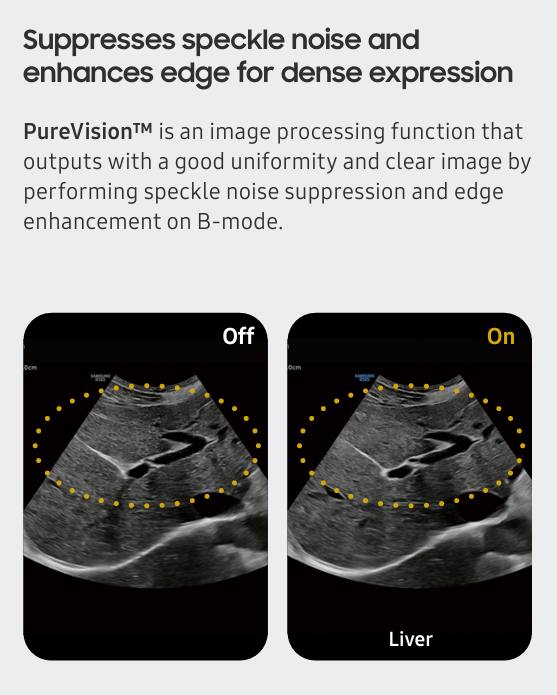 Suppresses speckle noise and
enhances edge for dense expression
PureVision™ is an image processing function that
outputs with a good uniformity and clear image by
performing speckle noise suppression and edge
enhancement on B-mode.
Off
0cm
SAMSUNG
On
0cm
SAMSUNG
Liver